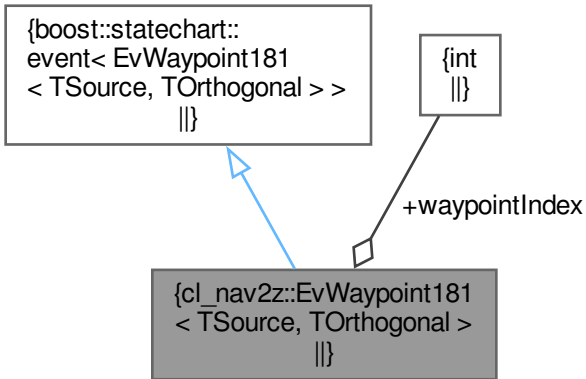 {boost::statechart::
event< EvWaypoint181
< TSource, TOrthogonal > >
||}
{int
||}
+waypointIndex
{cl_nav2z::EvWaypoint181
< TSource, TOrthogonal >
||}